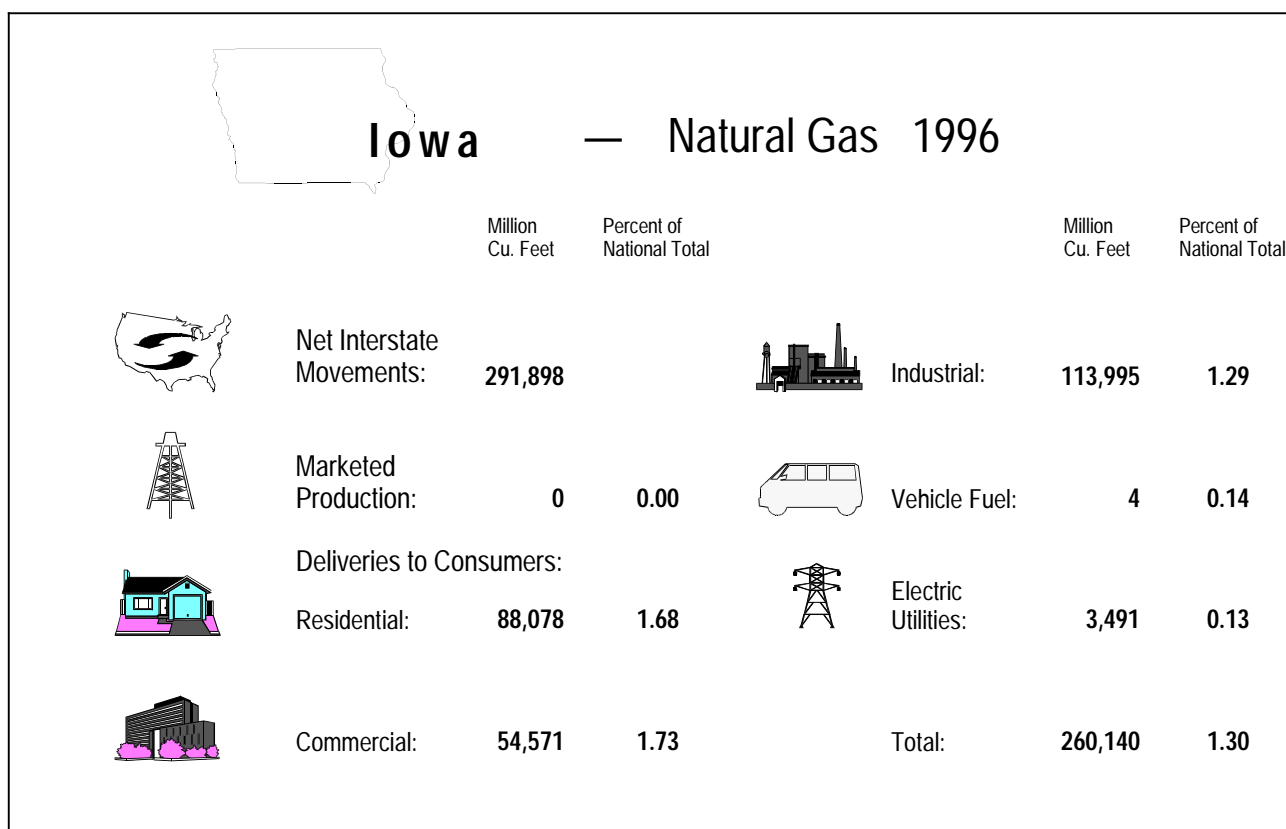 Iowa — Natural Gas 1996
Million Cu. Feet
Percent of National Total
Million Cu. Feet
Percent of National Total
Net Interstate
Movements: 291,898
Industrial: 113,995 1.29
Marketed
Production: 0 0.00
Vehicle Fuel: 4 0.14
Deliveries to Consumers:
Residential: 88,078 1.68
Electric
Utilities: 3,491 0.13
Commercial: 54,571 1.73
Total: 260,140 1.30